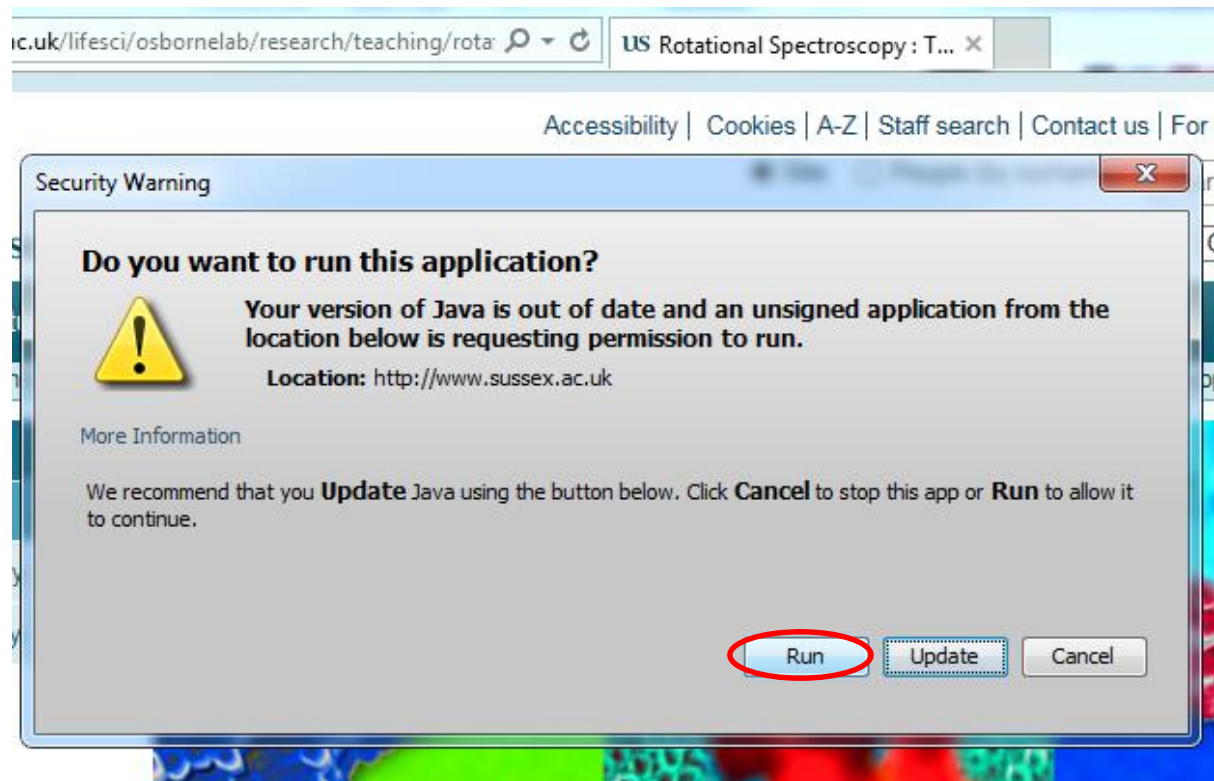 c.uk/lifesci/osbornelab/research/teaching/rota
US Rotational Spectroscopy : T...
Accessibility | Cookies | A-Z | Staff search | Contact us | For
Security Warning
Do you want to run this application?
Your version of Java is out of date and an unsigned application from the
location below is requesting permission to run.
Location: http://www.sussex.ac.uk
More Information
We recommend that you Update Java using the button below. Click Cancel to stop this app or Run to allow it
to continue.
Run Update Cancel